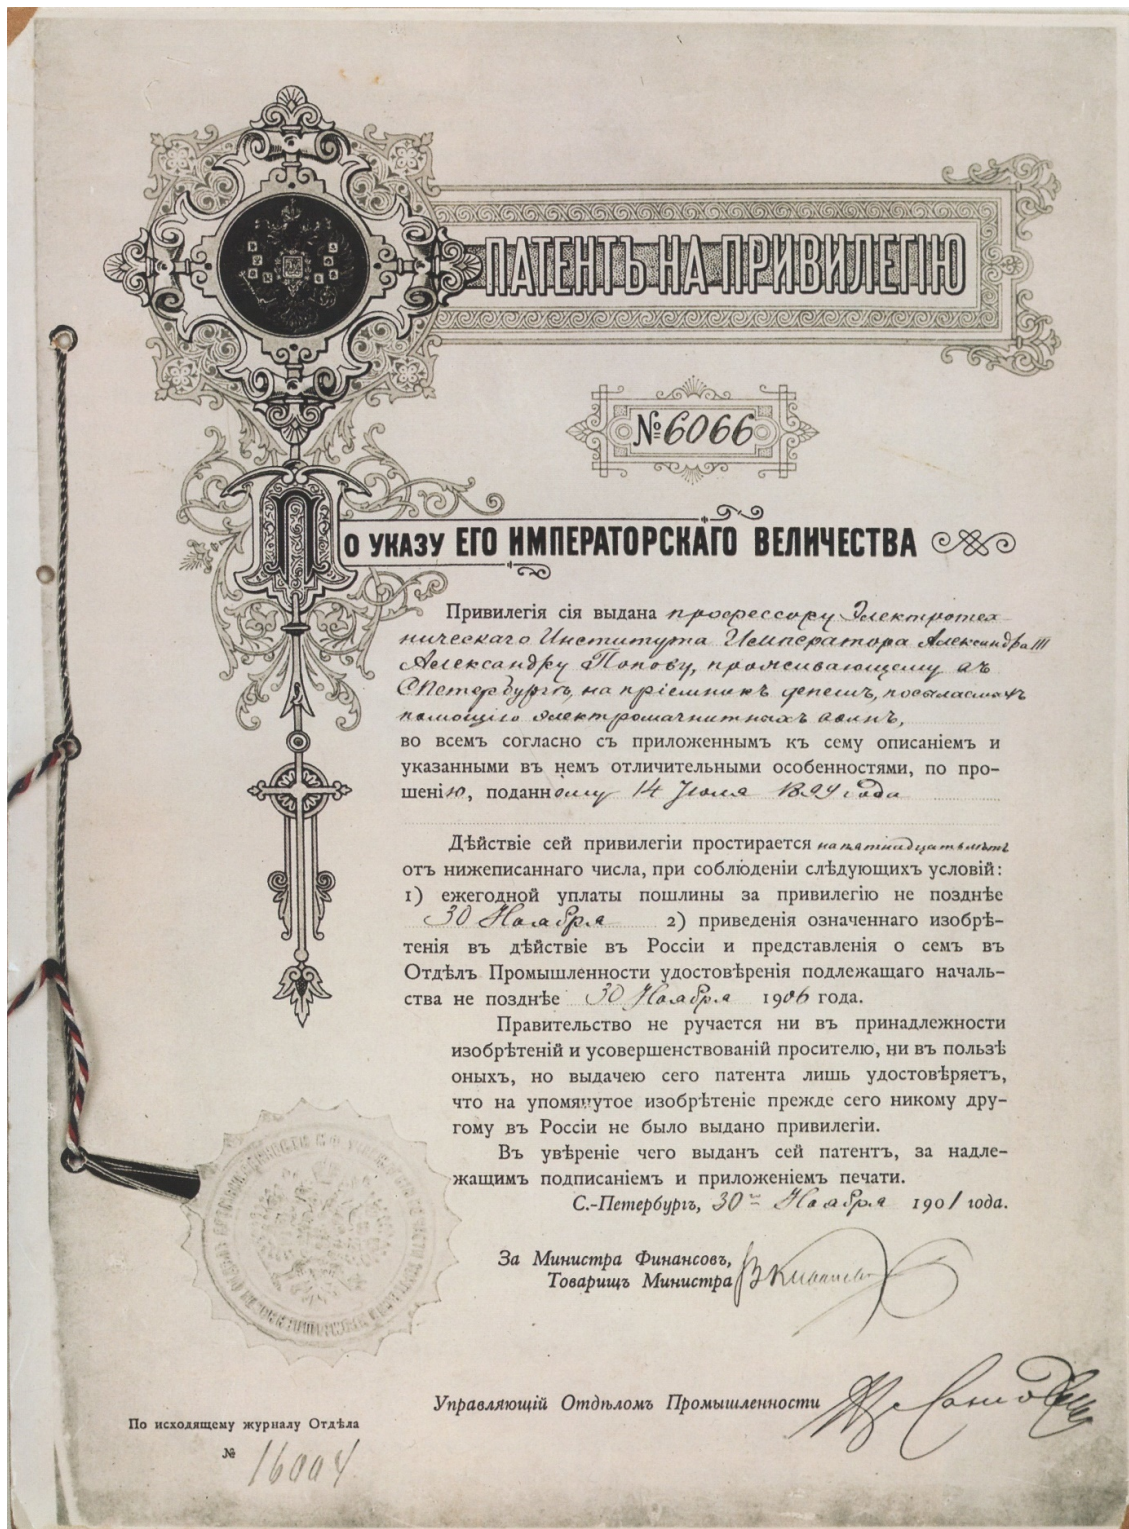 ПАТЕНТЪ НА ПРИВИЛЕГІЮ
№ 6066
ПО УКАЗУ ЕГО ИМПЕРАТОРСКАГО ВЕЛИЧЕСТВА
Привилегія сія выдана профессору Электротех-
ническаго Института Императора Александра III
Александру Попову, проживающему въ
С.Петербургѣ, на пріемникъ депешъ, посылаемыхъ
помощію электромагнитныхъ волнъ,
во всемъ согласно съ приложеннымъ къ сему описаніемъ и
указанными въ немъ отличительными особенностями, по про-
шенію, поданному 14 Іюля 1899 года
Дѣйствіе сей привилегіи простирается на пятнадцать лѣтъ
отъ нижеписаннаго числа, при соблюденіи слѣдующихъ условій:
1) ежегодной уплаты пошлины за привилегію не позднѣе
30 Ноября 2) приведенія означеннаго изобрѣ-
тенія въ дѣйствіе въ Россіи и представленія о семъ въ
Отдѣлъ Промышленности удостовѣренія подлежащаго началь-
ства не позднѣе 30 Ноября 1906 года.
Правительство не ручается ни въ принадлежности
изобрѣтеній и усовершенствованій просителю, ни въ пользѣ
оныхъ, но выдачею сего патента лишь удостовѣряетъ,
что на упомянутое изобрѣтеніе прежде сего никому дру-
гому въ Россіи не было выдано привилегіи.
Въ увѣреніе чего выданъ сей патентъ, за надле-
жащимъ подписаніемъ и приложеніемъ печати.
С.-Петербургъ, 30го Ноября 1901 года.
За Министра Финансовъ,
Товарищъ Министра
Управляющій Отдѣломъ Промышленности
По исходящему журналу Отдѣла
№ 16004